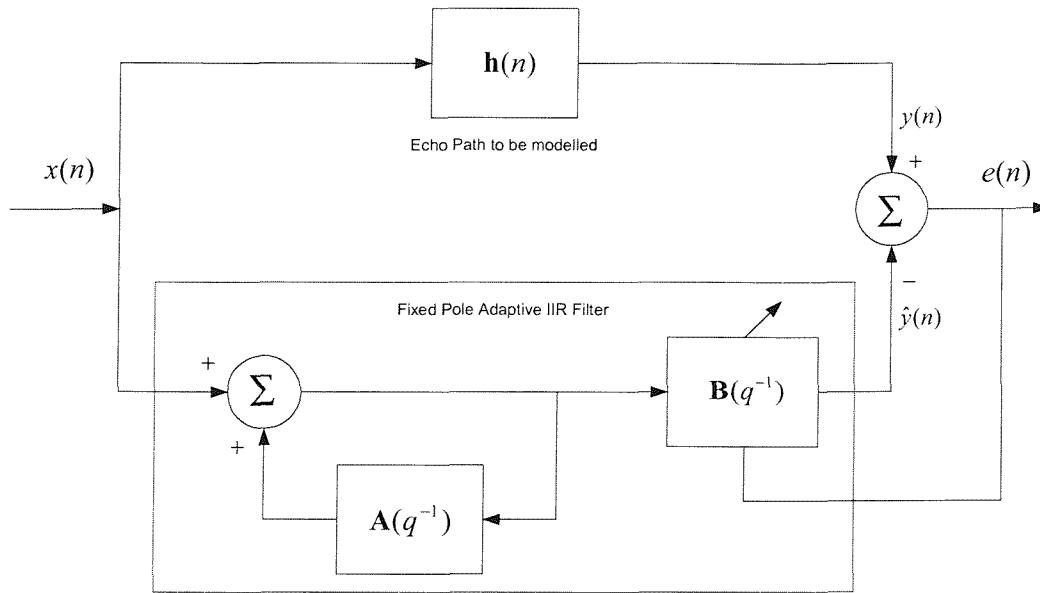 h(n)
Echo Path to be modelled
y(n)
x(n)
+
e(n)
Σ
−
Fixed Pole Adaptive IIR Filter
ŷ(n)
+
Σ
B(q⁻¹)
+
A(q⁻¹)